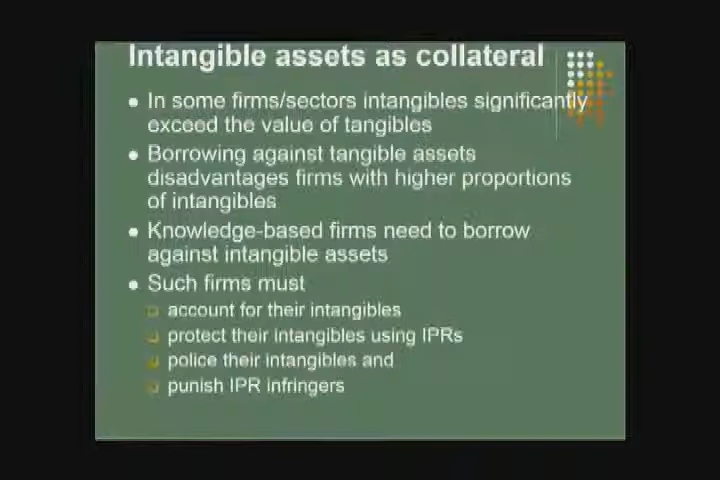 Intangible assets as collateral
In some firms/sectors intangibles significantly
exceed the value of tangibles
Borrowing against tangible assets
disadvantages firms with higher proportions
of intangibles
Knowledge-based firms need to borrow
against intangible assets
Such firms must
account for their intangibles
protect their intangibles using IPRs
police their intangibles and
punish IPR infringers